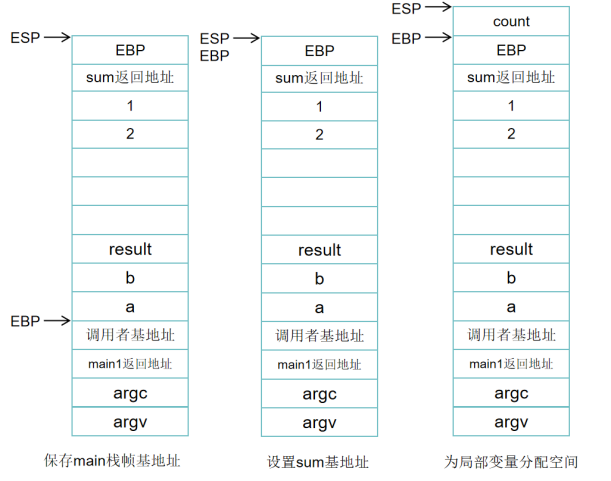 ESP
EBP
sum返回地址
1
2
result
b
a
EBP
调用者基地址
main1返回地址
argc
argv
保存main栈帧基地址
ESP
EBP
EBP
sum返回地址
1
2
result
b
a
调用者基地址
main1返回地址
argc
argv
设置sum基地址
ESP
count
EBP
EBP
sum返回地址
1
2
result
b
a
调用者基地址
main1返回地址
argc
argv
为局部变量分配空间